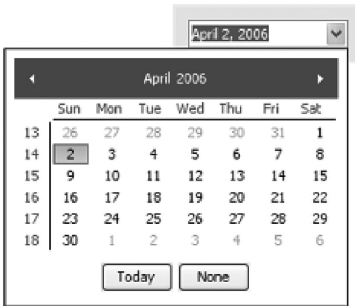 April 2, 2006
April 2006
Sun Mon Tue Wed Thu Fri Sat
13 26 27 28 29 30 31 1
14 2 3 4 5 6 7 8
15 9 10 11 12 13 14 15
16 16 17 18 19 20 21 22
17 23 24 25 26 27 28 29
18 30 1 2 3 4 5 6
Today None